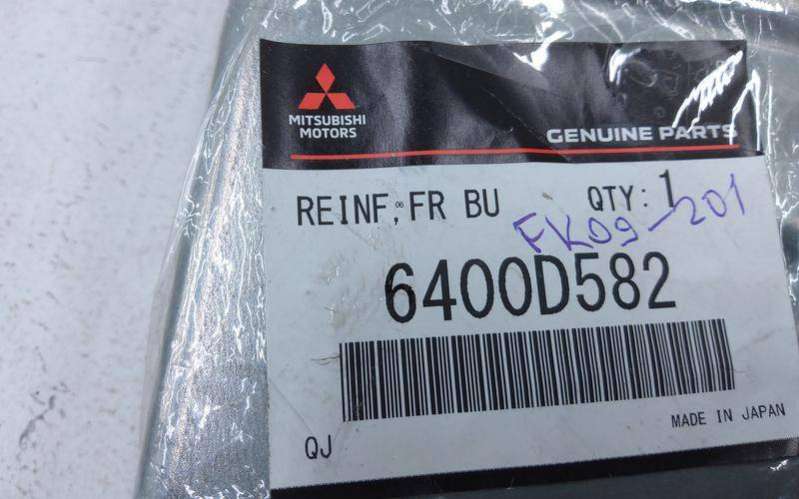 MITSUBISHI
MOTORS
GENUINE PARTS
REINF, FR BU QTY: 1
FK09-201
6400D582
QJ
MADE IN JAPAN